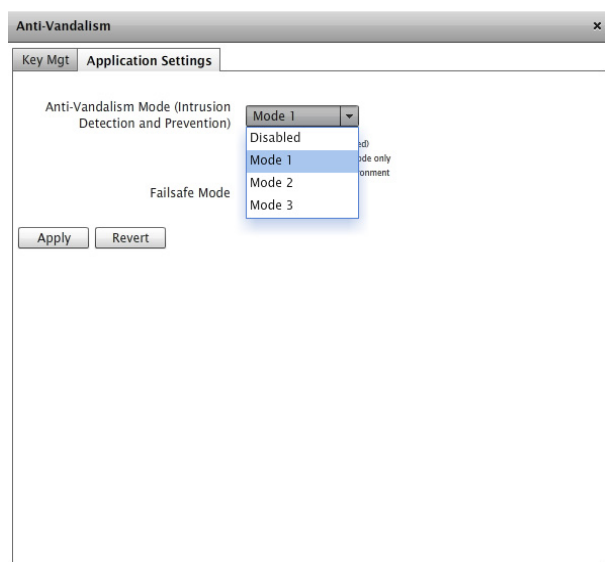 Anti-Vandalism
Key Mgt Application Settings
Anti-Vandalism Mode (Intrusion
Detection and Prevention)
Mode 1
Disabled
Mode 1
Mode 2
Mode 3
only
Failsafe Mode
Apply Revert